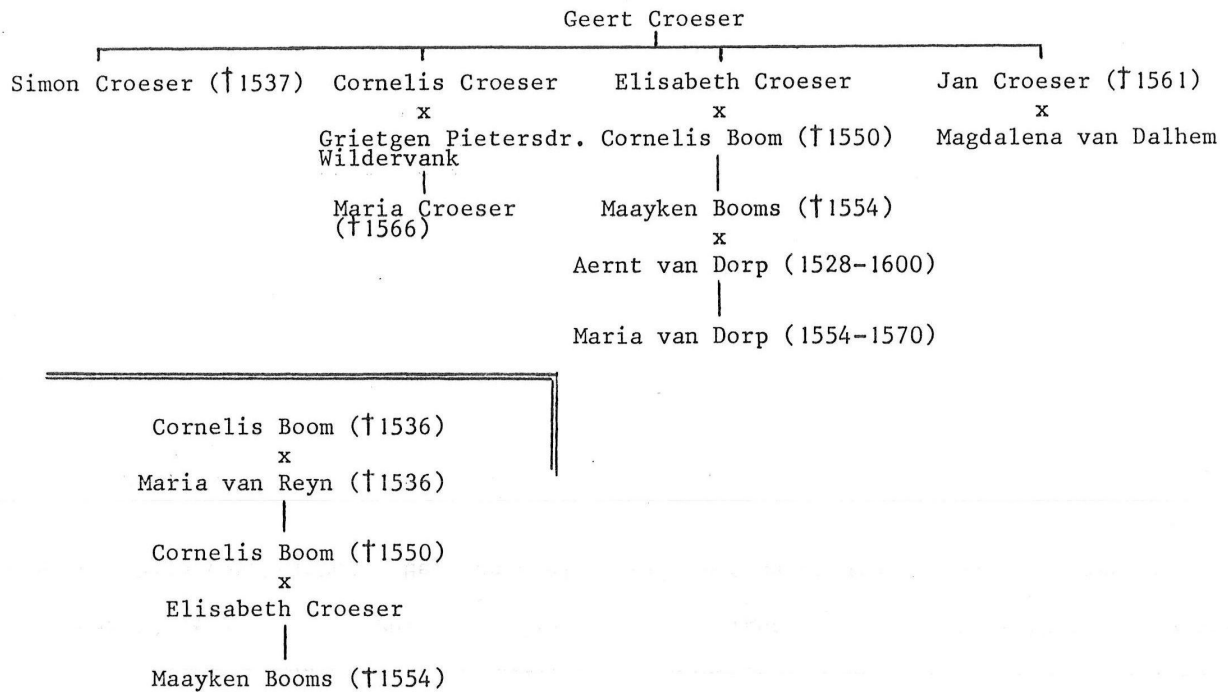 Geert Croeser
Simon Croeser (†1537) Cornelis Croeser Elisabeth Croeser Jan Croeser (†1561)
x x x
Grietgen Pietersdr. Cornelis Boom (†1550) Magdalena van Dalhem
Wildervank
Maria Croeser Maayken Booms (†1554)
(†1566)
x
Aernt van Dorp (1528-1600)
Maria van Dorp (1554-1570)
Cornelis Boom (†1536)
x
Maria van Reyn (†1536)
Cornelis Boom (†1550)
x
Elisabeth Croeser
Maayken Booms (†1554)